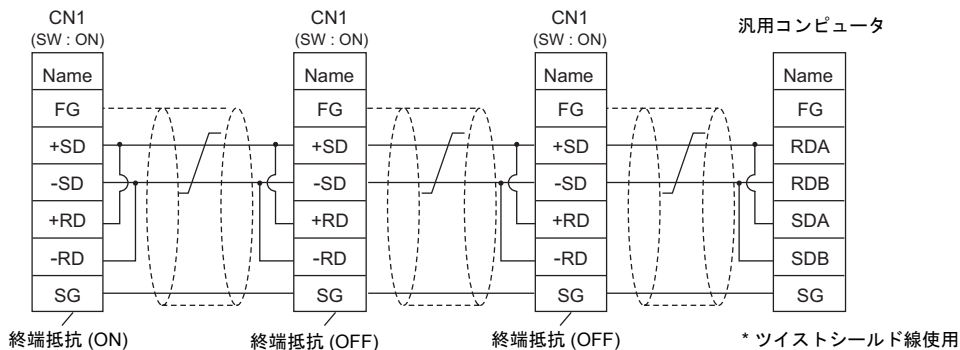 CN1
(SW : ON)
Name
FG
+SD
-SD
+RD
-RD
SG
終端抵抗 (ON)
CN1
(SW : ON)
Name
FG
+SD
-SD
+RD
-RD
SG
終端抵抗 (OFF)
CN1
(SW : ON)
Name
FG
+SD
-SD
+RD
-RD
SG
終端抵抗 (OFF)
汎用コンピュータ
Name
FG
RDA
RDB
SDA
SDB
SG
* ツイストシールド線使用